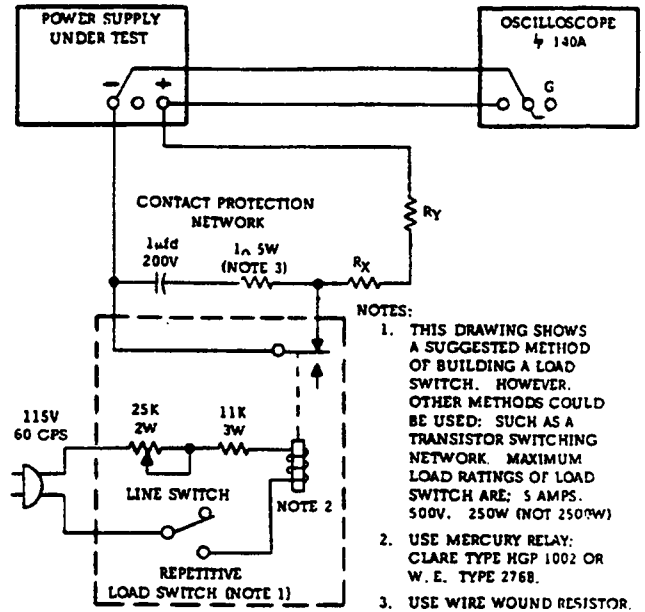 POWER SUPPLY
UNDER TEST
OSCILLOSCOPE
140A
- +
G
CONTACT PROTECTION
NETWORK
1µfd
200V
1Ω 5W
(NOTE 3)
RX
RY
115V
60 CPS
25K
2W
11K
3W
LINE SWITCH
NOTE 2
REPETITIVE
LOAD SWITCH (NOTE 1)
NOTES:
1. THIS DRAWING SHOWS
A SUGGESTED METHOD
OF BUILDING A LOAD
SWITCH. HOWEVER.
OTHER METHODS COULD
BE USED: SUCH AS A
TRANSISTOR SWITCHING
NETWORK. MAXIMUM
LOAD RATINGS OF LOAD
SWITCH ARE; 5 AMPS.
500V. 250W (NOT 2500W)
2. USE MERCURY RELAY:
CLARE TYPE HGP 1002 OR
W. E. TYPE 276B.
3. USE WIRE WOUND RESISTOR.